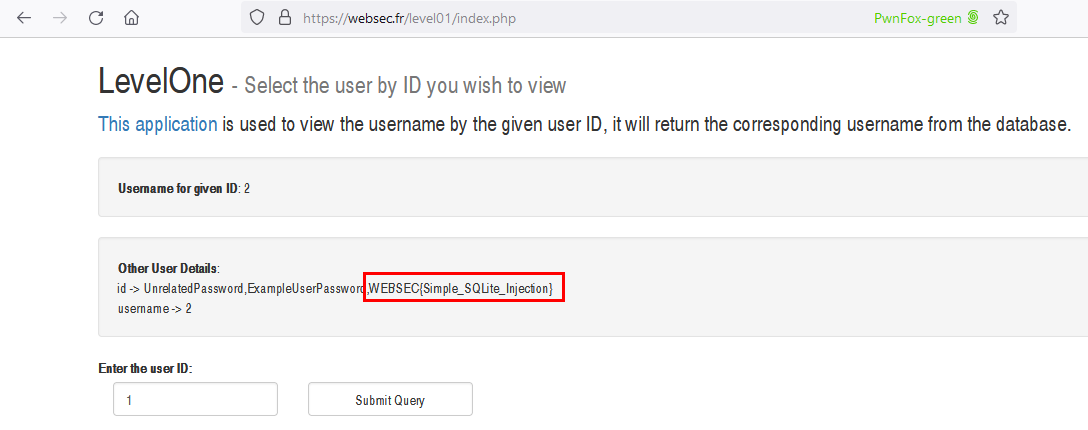 https://websec.fr/level01/index.php
PwnFox-green
LevelOne - Select the user by ID you wish to view
This application is used to view the username by the given user ID, it will return the corresponding username from the database.
Username for given ID: 2
Other User Details:
id -> UnrelatedPassword,ExampleUserPassword,WEBSEC{Simple_SQLite_Injection}
username -> 2
Enter the user ID:
1
Submit Query